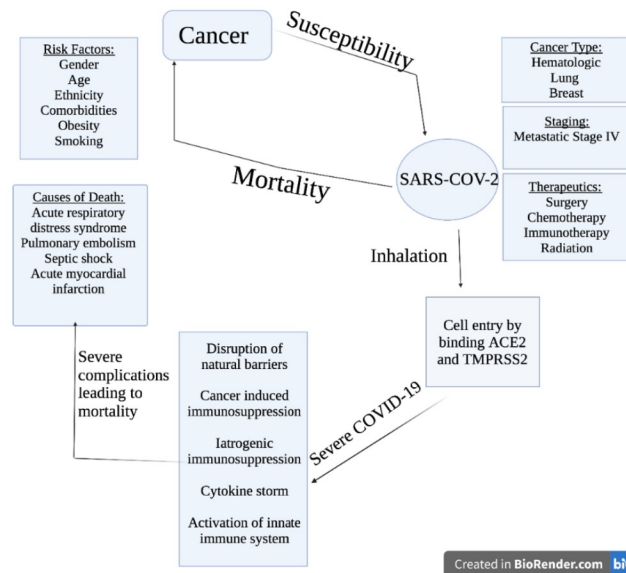 Cancer
Susceptibility
Risk Factors:
Gender
Age
Ethnicity
Comorbidities
Obesity
Smoking
Cancer Type:
Hematologic
Lung
Breast
Staging:
Metastatic Stage IV
Mortality
SARS-COV-2
Therapeutics:
Surgery
Chemotherapy
Immunotherapy
Radiation
Causes of Death:
Acute respiratory
distress syndrome
Pulmonary embolism
Septic shock
Acute myocardial
infarction
Inhalation
Cell entry by
binding ACE2
and TMPRSS2
Severe COVID-19
Disruption of
natural barriers
Cancer induced
immunosuppression
Iatrogenic
immunosuppression
Cytokine storm
Activation of innate
immune system
Severe
complications
leading to
mortality
Created in BioRender.com bi